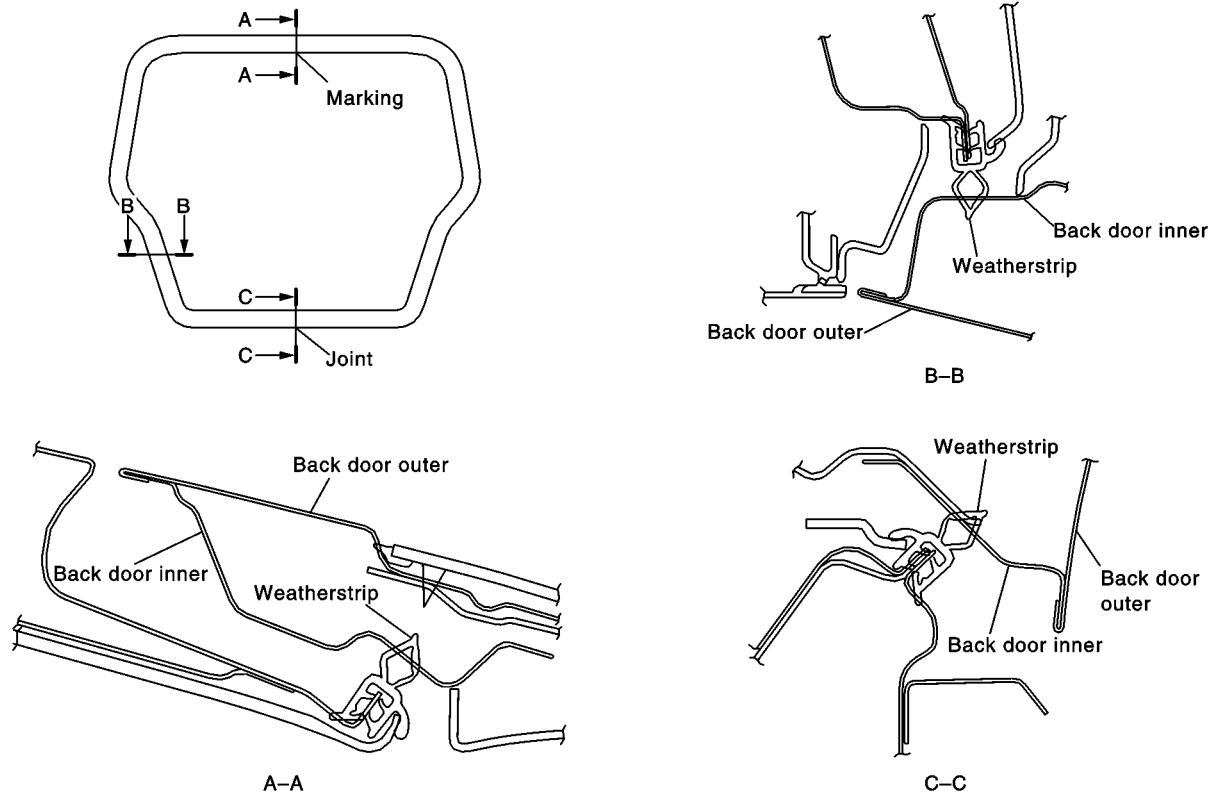 A
A
Marking
B B
C
C
Joint
Back door inner
Weatherstrip
Back door outer
B–B
Back door outer
Back door inner
Weatherstrip
A–A
Weatherstrip
Back door
outer
Back door inner
C–C